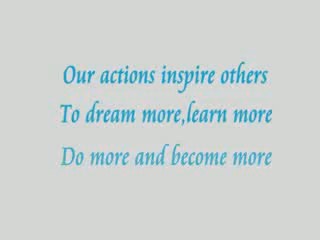 Our actions inspire others
To dream more,learn more
Do more and become more